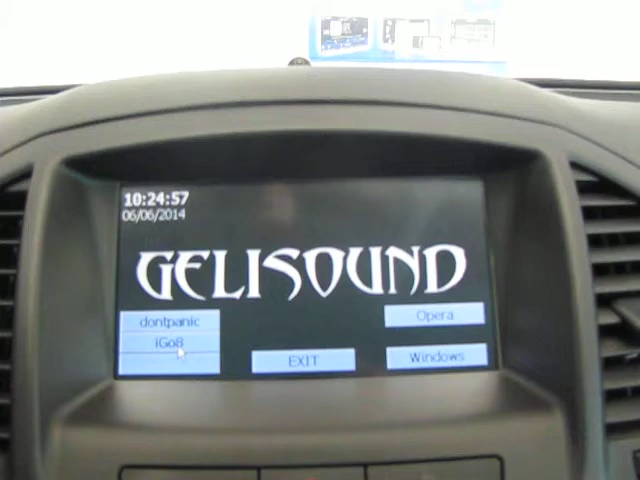 10:24:57
06/06/2014
GELISOUND
dontpanic
iGo8
Opera
EXIT
Windows